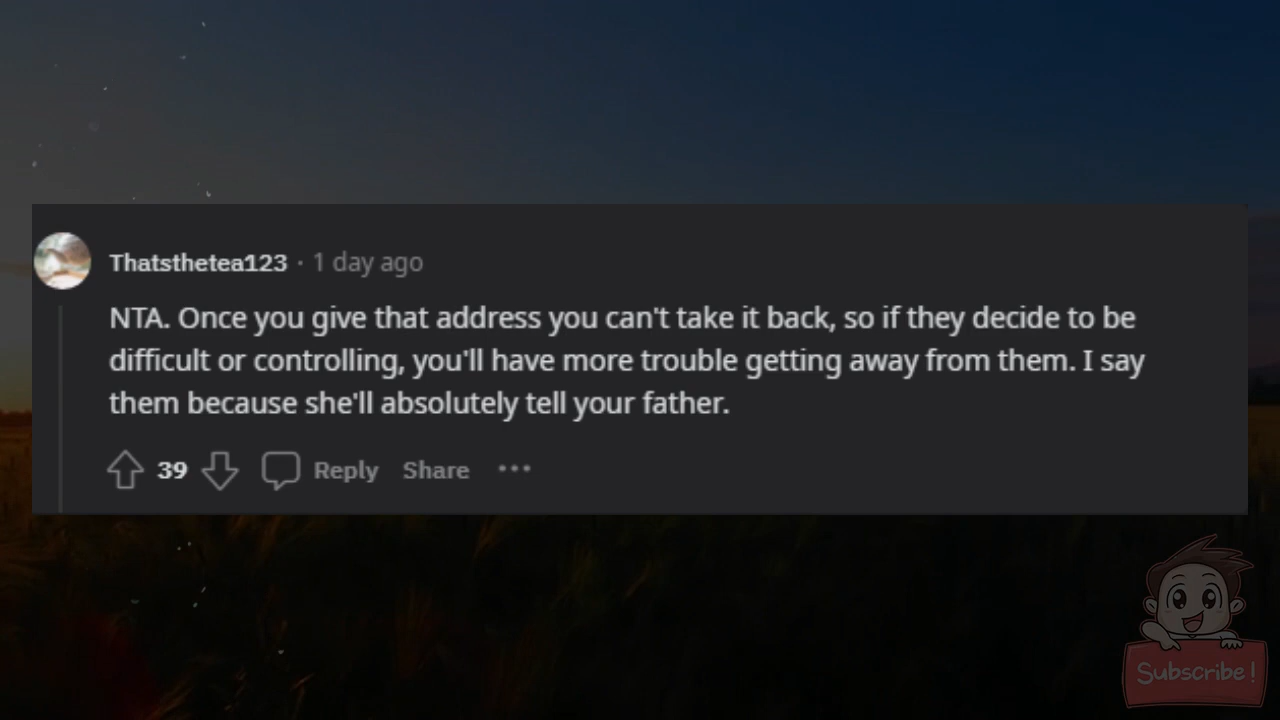 Thatsthetea123 · 1 day ago
NTA. Once you give that address you can't take it back, so if they decide to be
difficult or controlling, you'll have more trouble getting away from them. I say
them because she'll absolutely tell your father.
39 Reply Share ···
Subscribe!